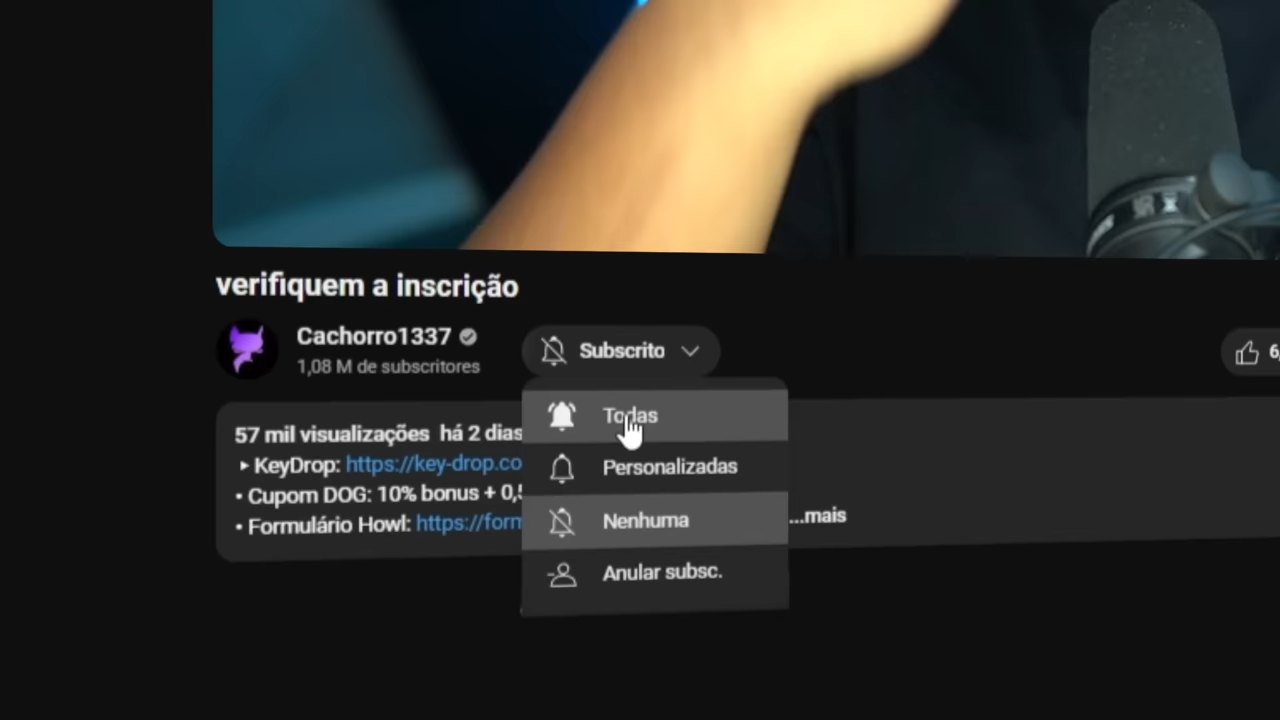 verifiquem a inscrição
Cachorro1337
1,08 M de subscritores
Subscrito
6,
Todas
Personalizadas
Nenhuma
Anular subsc.
57 mil visualizações há 2 dias
▸ KeyDrop: https://key-drop.co
• Cupom DOG: 10% bonus + 0,5
• Formulário Howl: https://form
...mais